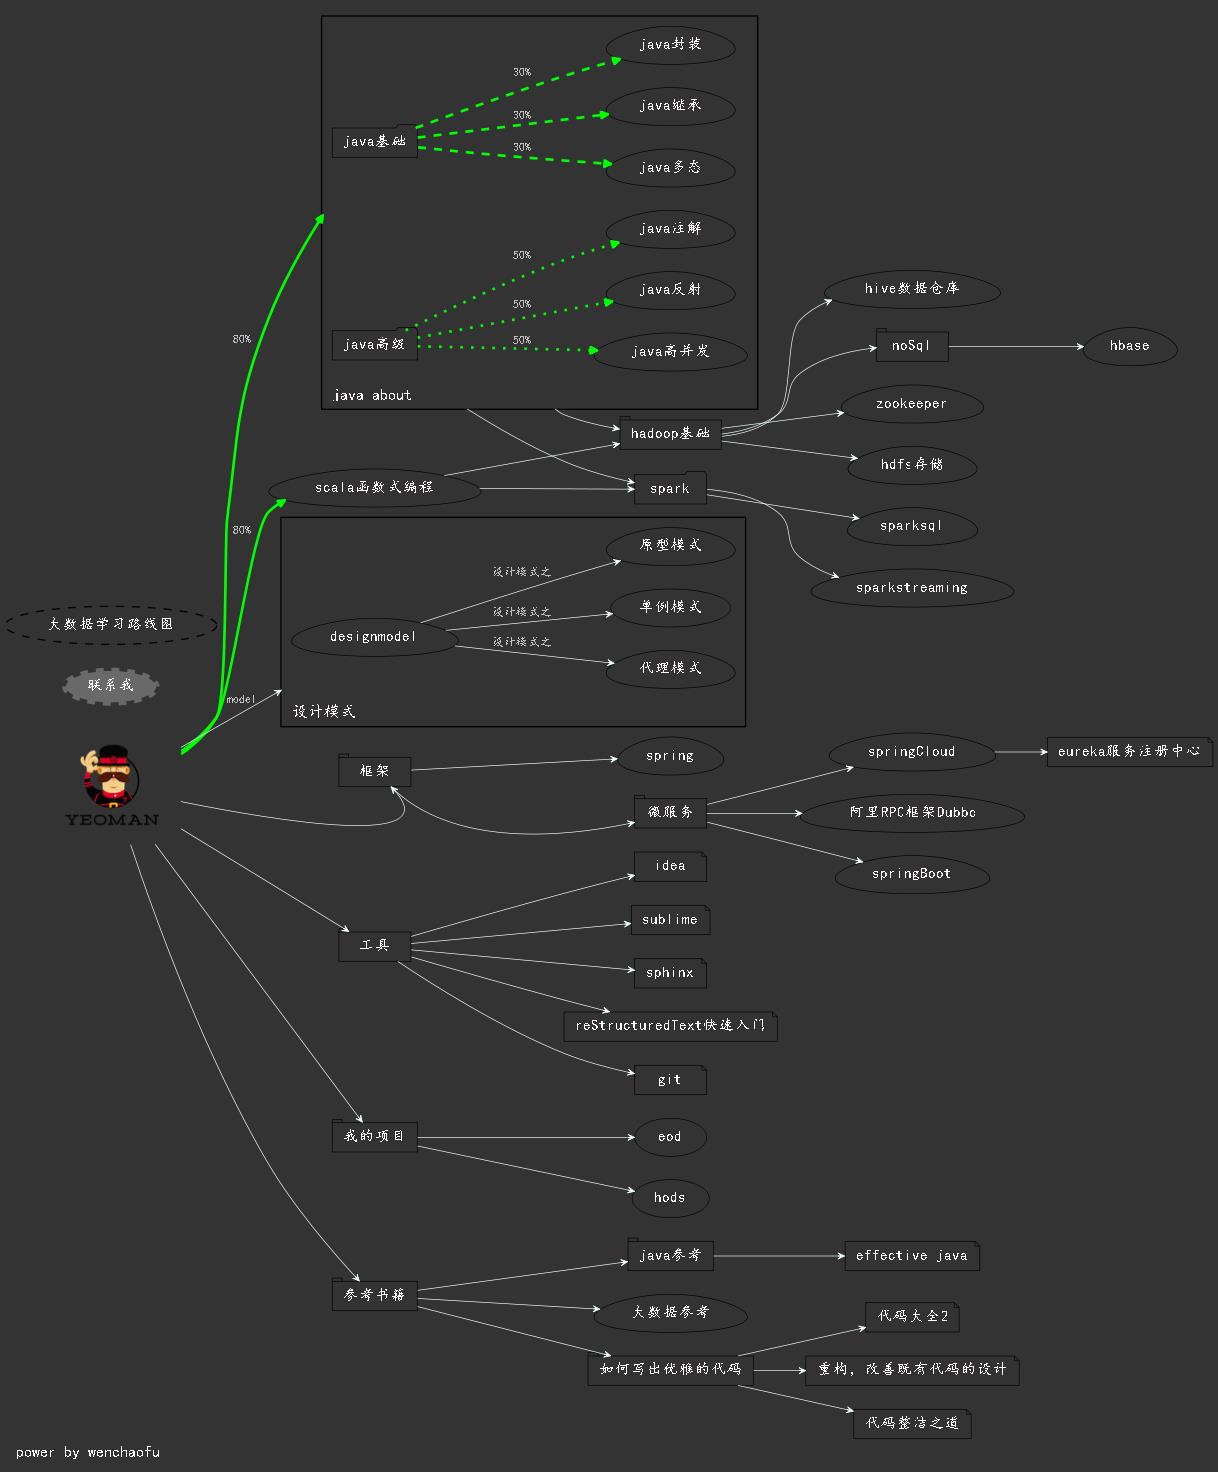 java封装
30%
java继承
30%
java基础
30%
java多态
java注解
50%
java反射
50%
java高级
50%
java高并发
java about
80%
hive数据仓库
noSql
hbase
zookeeper
hadoop基础
hdfs存储
scala函数式编程
spark
sparksql
sparkstreaming
80%
原型模式
设计模式之
单例模式
设计模式之
designmodel
设计模式之
代理模式
设计模式
大数据学习路线图
联系我
model
YEOMAN
框架
spring
springCloud
eureka服务注册中心
微服务
阿里RPC框架Dubbo
springBoot
idea
sublime
工具
sphinx
reStructuredText快速入门
git
我的项目
eod
hods
java参考
effective java
参考书籍
大数据参考
代码大全2
如何写出优雅的代码
重构，改善既有代码的设计
代码整洁之道
power by wenchaofu